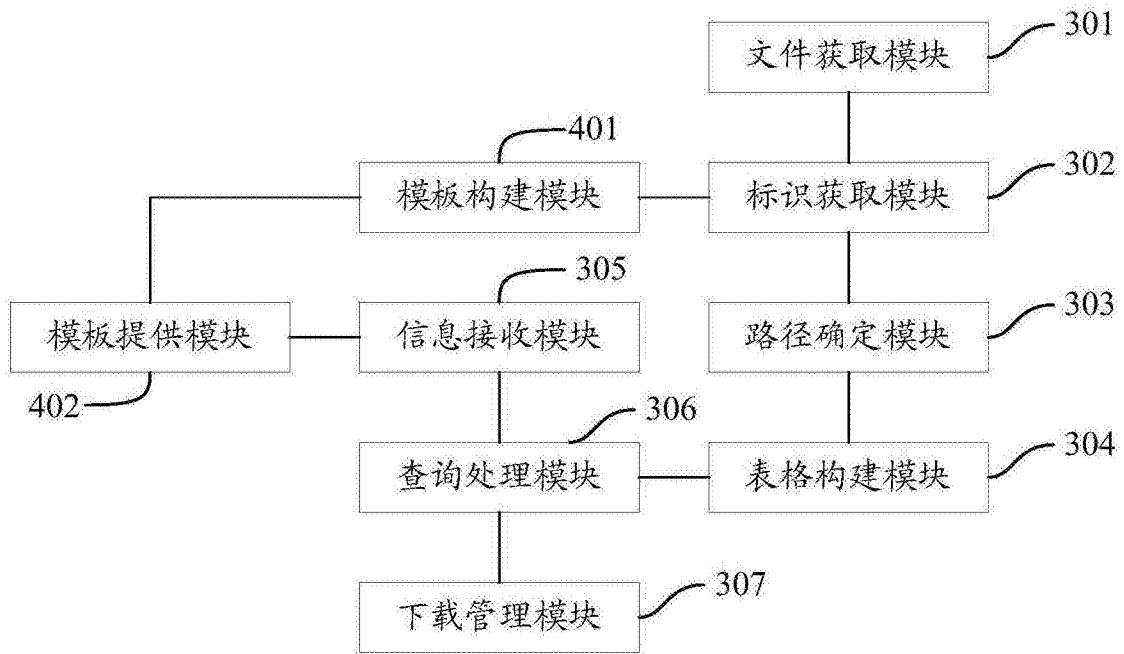 301
文件获取模块
401
302
模板构建模块
标识获取模块
305
303
模板提供模块
信息接收模块
路径确定模块
402
306
304
查询处理模块
表格构建模块
307
下载管理模块